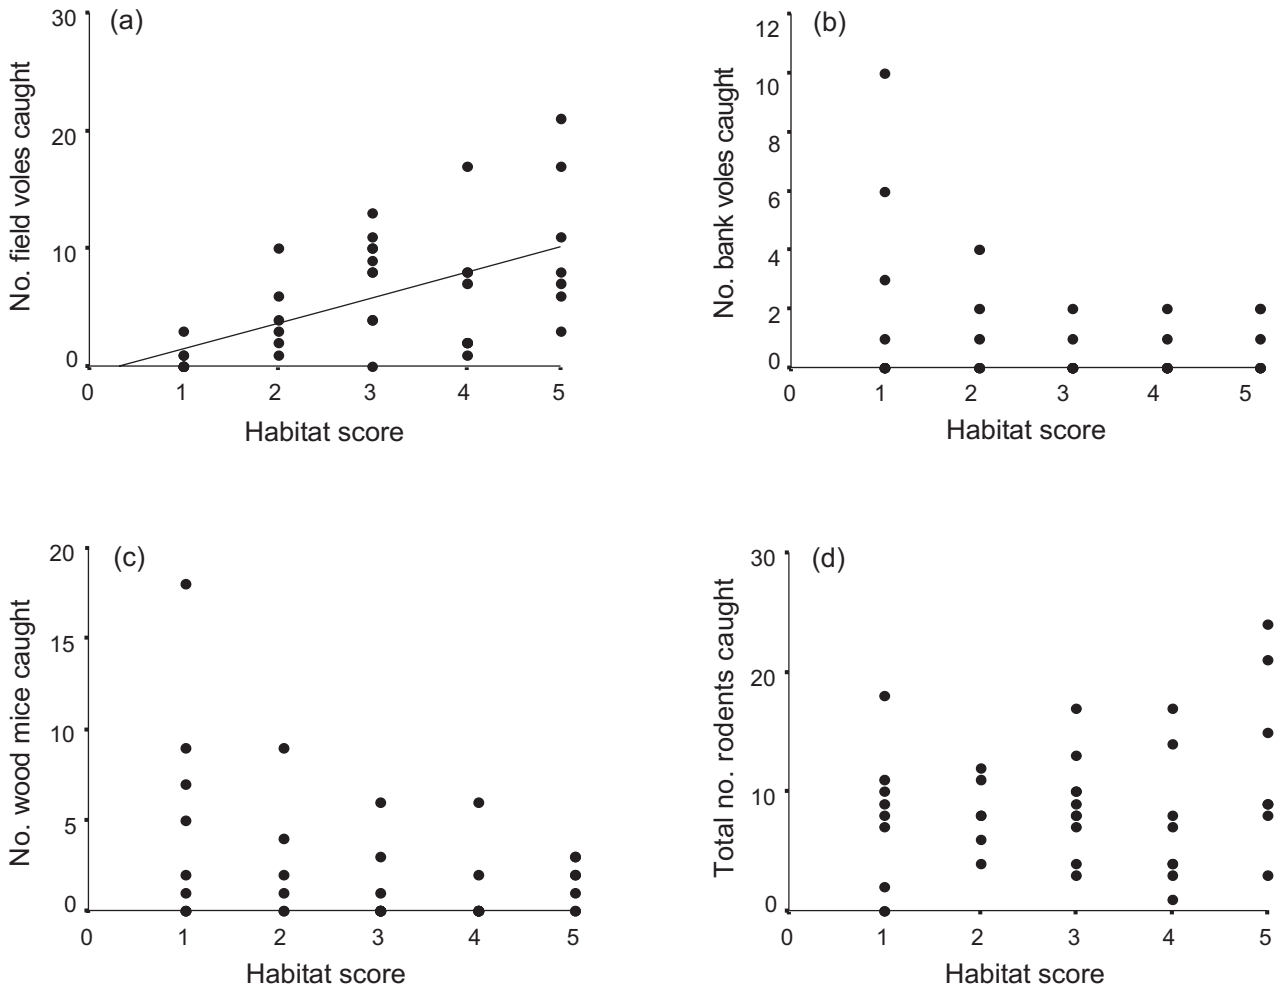 (a)
No. field voles caught
30
20
10
0
0 1 2 3 4 5
Habitat score
(b)
No. bank voles caught
12
10
8
6
4
2
0
0 1 2 3 4 5
Habitat score
(c)
No. wood mice caught
20
15
10
5
0
0 1 2 3 4 5
Habitat score
(d)
Total no. rodents caught
30
20
10
0
0 1 2 3 4 5
Habitat score